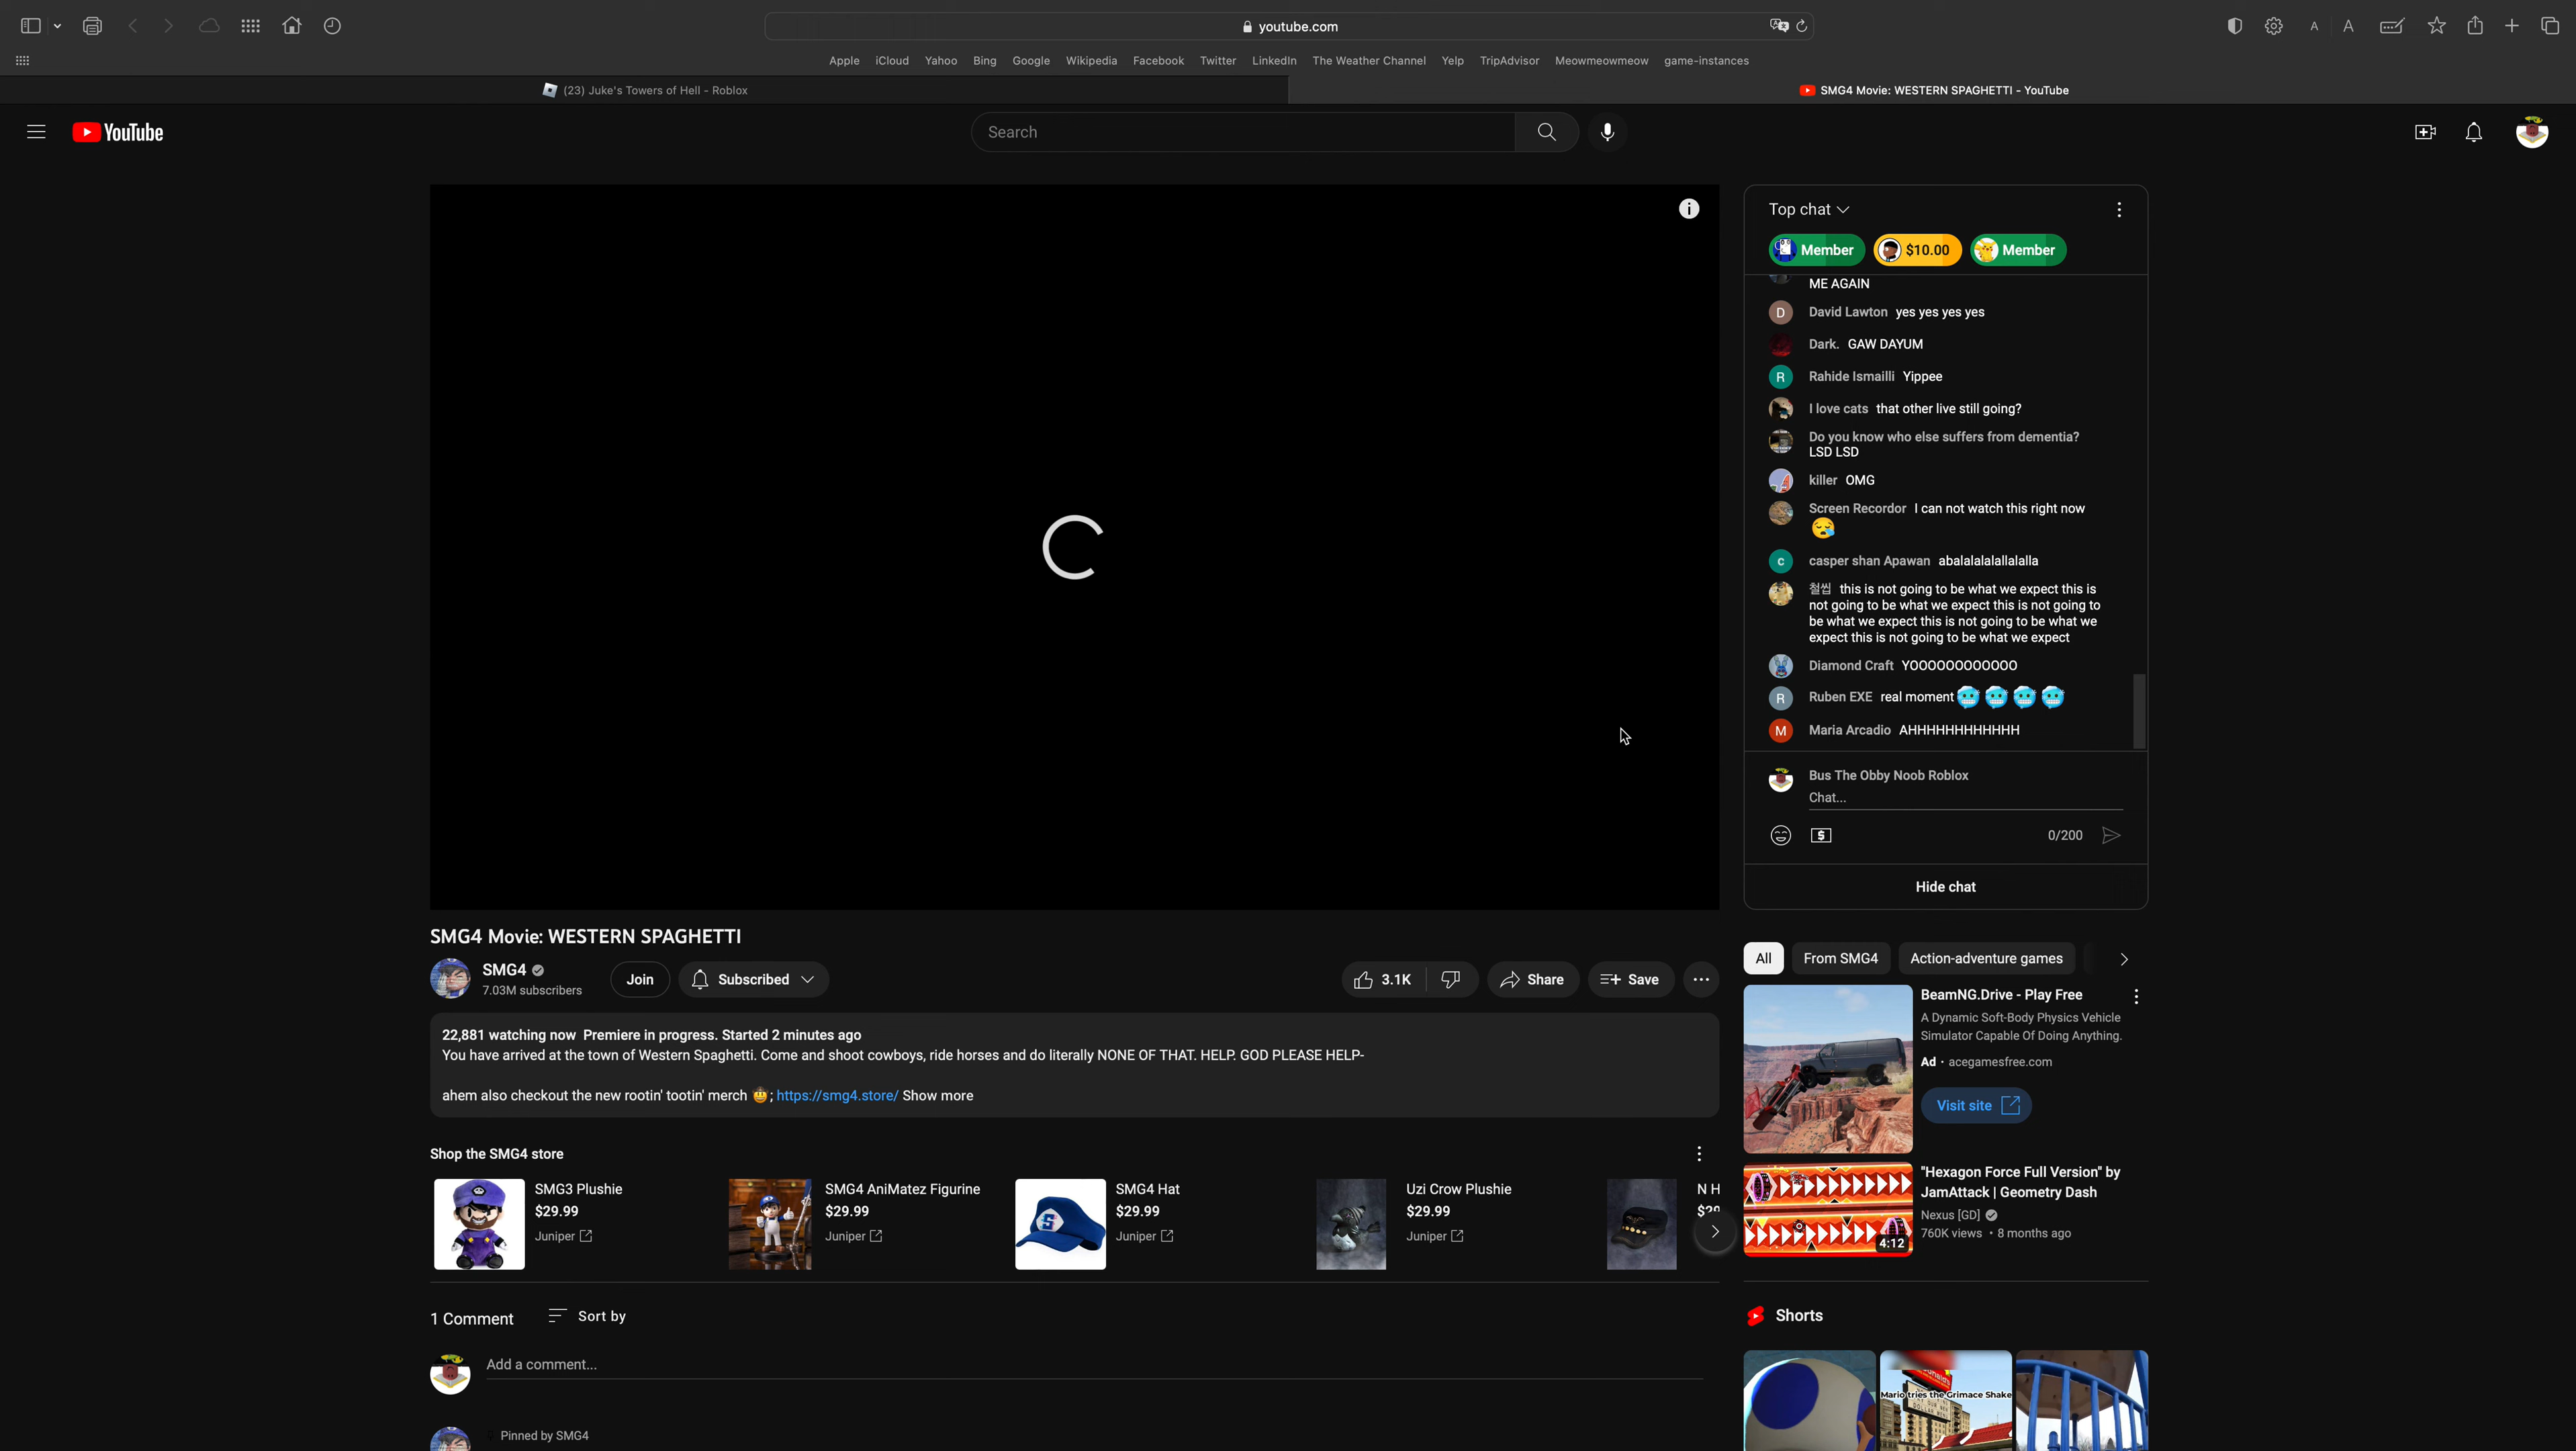 youtube.com
Apple iCloud Yahoo Bing Google Wikipedia Facebook Twitter LinkedIn The Weather Channel Yelp TripAdvisor Meowmeowmeow game-instances
(23) Juke's Towers of Hell - Roblox
SMG4 Movie: WESTERN SPAGHETTI - YouTube
YouTube
Search
Top chat
Member
$10.00
Member
ME AGAIN
David Lawton yes yes yes yes
Dark. GAW DAYUM
Rahide Ismailli Yippee
I love cats that other live still going?
Do you know who else suffers from dementia?
LSD LSD
killer OMG
Screen Recordor I can not watch this right now
😪
casper shan Apawan abalalalalallalalla
철씹 this is not going to be what we expect this is
not going to be what we expect this is not going to
be what we expect this is not going to be what we
expect this is not going to be what we expect
Diamond Craft YOOOOOOOOOOOO
Ruben EXE real moment🥶🥶🥶🥶
Maria Arcadio AHHHHHHHHHHHH
Bus The Obby Noob Roblox
Chat...
0/200
Hide chat
SMG4 Movie: WESTERN SPAGHETTI
SMG4
7.03M subscribers
Join
Subscribed
3.1K
Share
Save
22,881 watching now Premiere in progress. Started 2 minutes ago
You have arrived at the town of Western Spaghetti. Come and shoot cowboys, ride horses and do literally NONE OF THAT. HELP. GOD PLEASE HELP-
ahem also checkout the new rootin' tootin' merch 🤠; https://smg4.store/ Show more
Shop the SMG4 store
SMG3 Plushie
$29.99
Juniper
SMG4 AniMatez Figurine
$29.99
Juniper
SMG4 Hat
$29.99
Juniper
Uzi Crow Plushie
$29.99
Juniper
N H
1 Comment
Sort by
Add a comment...
Pinned by SMG4
All
From SMG4
Action-adventure games
BeamNG.Drive - Play Free
A Dynamic Soft-Body Physics Vehicle
Simulator Capable Of Doing Anything.
Ad · acegamesfree.com
Visit site
4:12
"Hexagon Force Full Version" by
JamAttack | Geometry Dash
Nexus [GD]
760K views • 8 months ago
Shorts
Mario tries the Grimace Shake